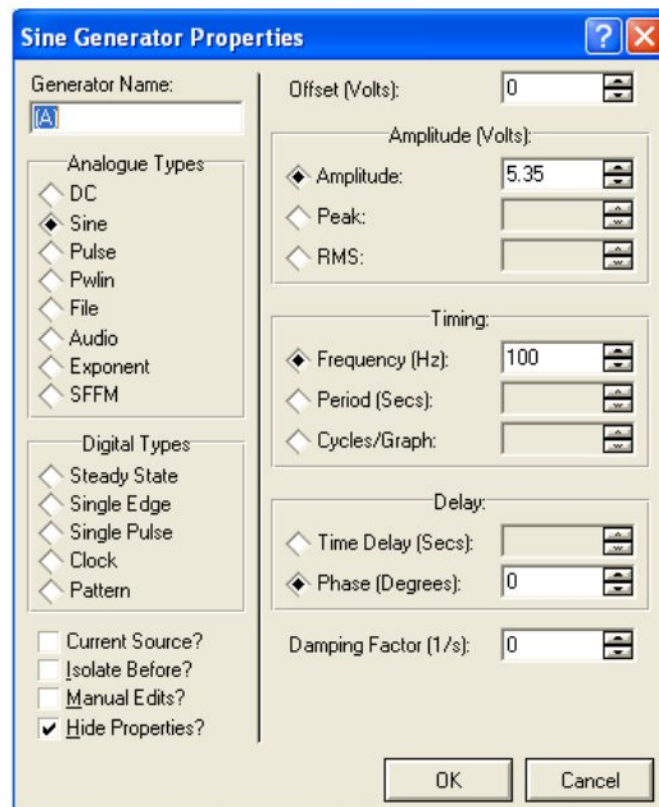 Sine Generator Properties
?
Generator Name:
(A)
Analogue Types
DC
Sine
Pulse
Pwlin
File
Audio
Exponent
SFFM
Digital Types
Steady State
Single Edge
Single Pulse
Clock
Pattern
Current Source?
Isolate Before?
Manual Edits?
Hide Properties?
Offset (Volts): 0
Amplitude (Volts):
Amplitude: 5.35
Peak:
RMS:
Timing:
Frequency (Hz): 100
Period (Secs):
Cycles/Graph:
Delay:
Time Delay (Secs):
Phase (Degrees): 0
Damping Factor (1/s): 0
OK Cancel